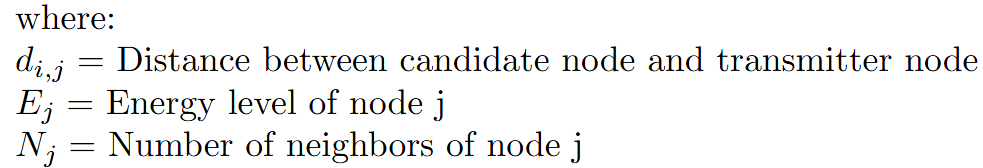 where:
d_{i,j} = Distance between candidate node and transmitter node
E_j = Energy level of node j
N_j = Number of neighbors of node j